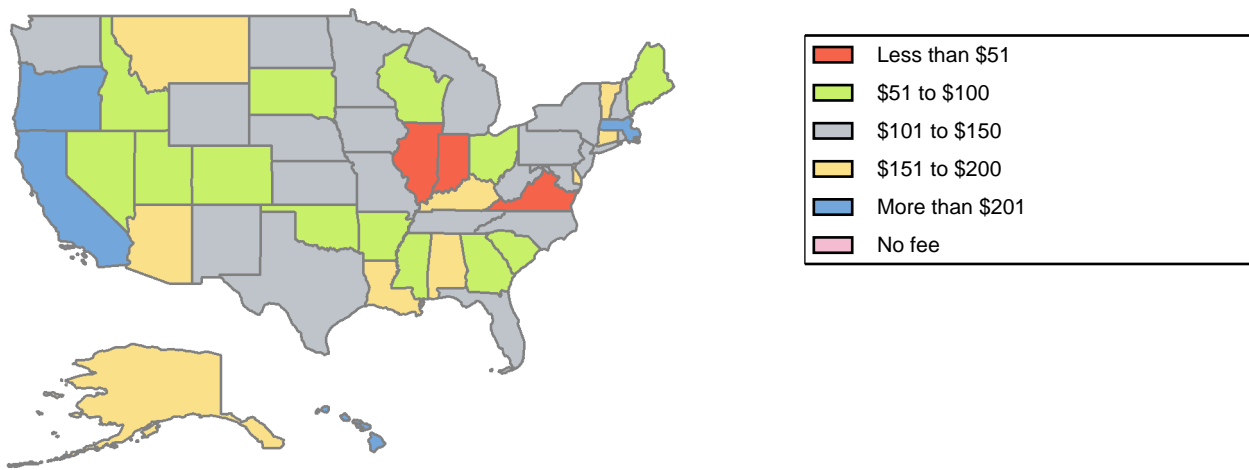 Less than $51
$51 to $100
$101 to $150
$151 to $200
More than $201
No fee